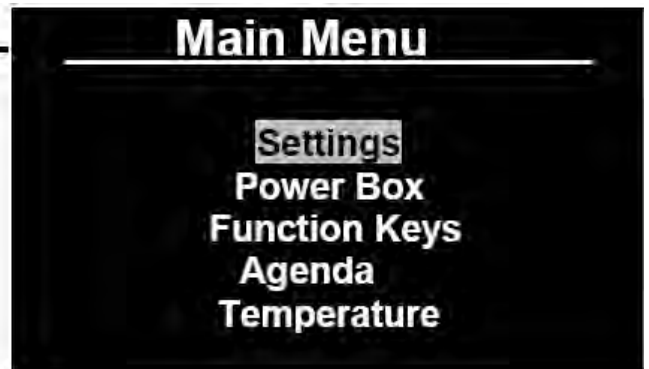 Main Menu
Settings
Power Box
Function Keys
Agenda
Temperature